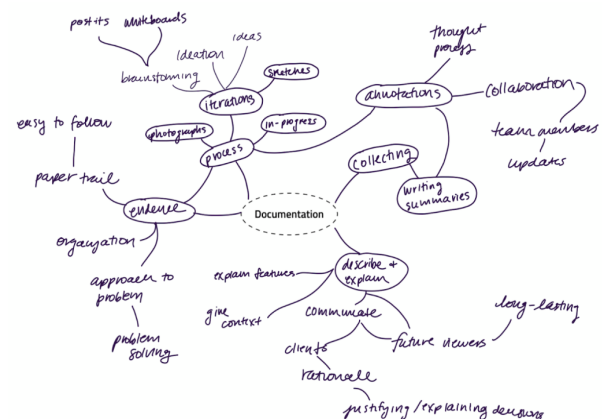 post its
whiteboards
brainstorming
ideation
ideas
iterations
sketches
photographs
in-progress
process
easy to follow
paper trail
evidence
organization
approach to
problem
problem
solving
Documentation
thought
process
annotations
collaboration
team members
updates
collecting
writing
summaries
describe +
explain
explain features
give
context
communicate
clients
rationale
justifying/explaining decisions
future viewers
long-lasting